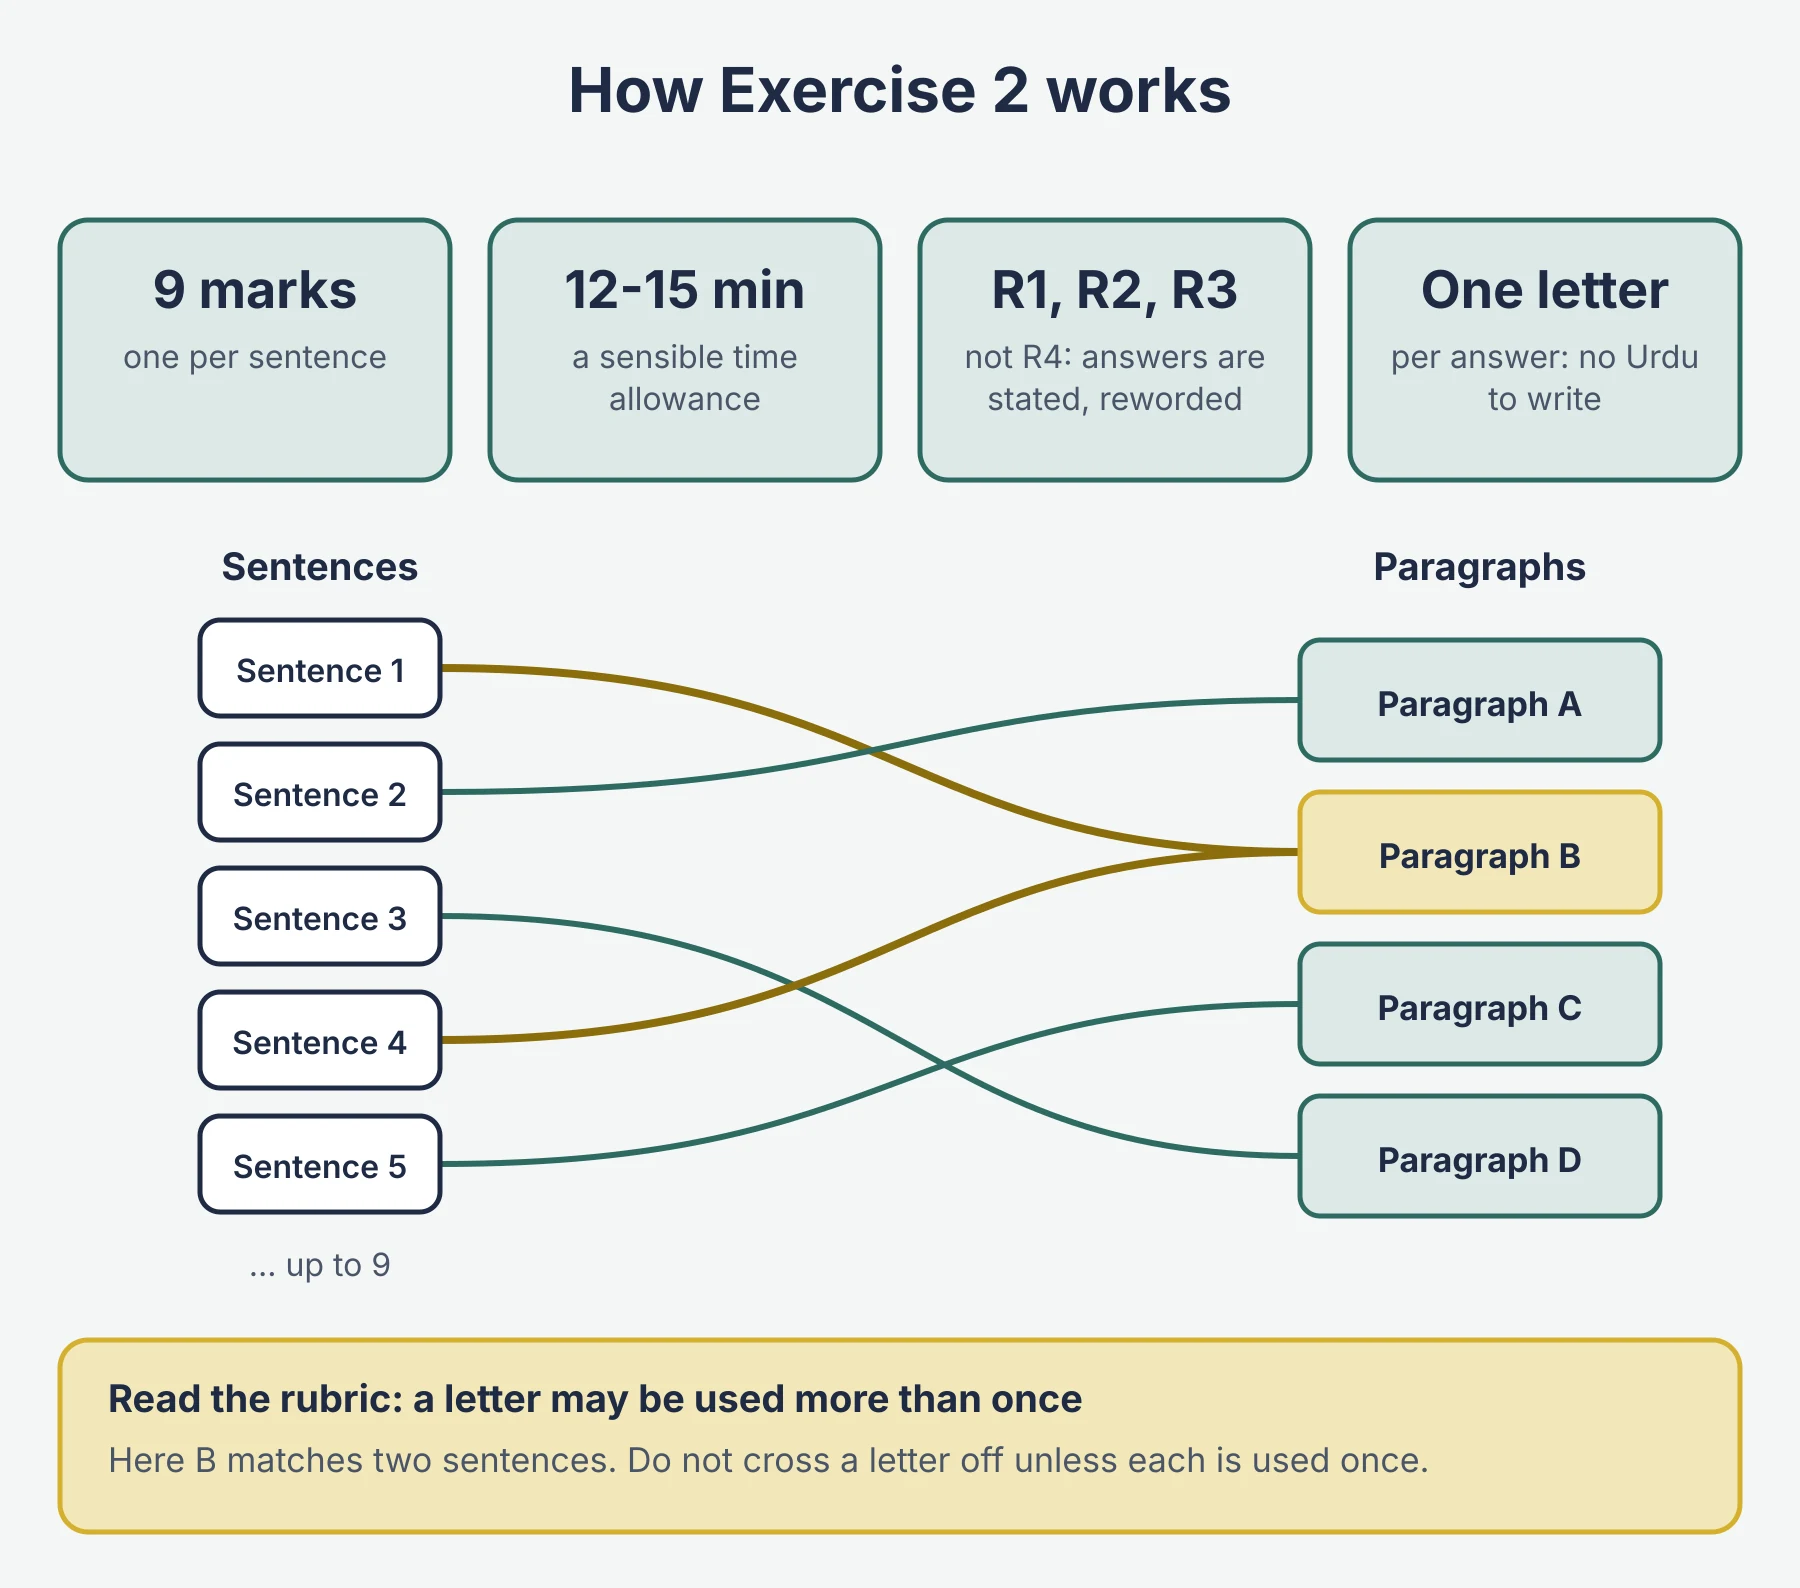 How Exercise 2 works
9 marks
one per sentence
12-15 min
a sensible time
allowance
R1, R2, R3
not R4: answers are
stated, reworded
One letter
per answer: no Urdu
to write
Sentences
Sentence 1
Sentence 2
Sentence 3
Sentence 4
Sentence 5
... up to 9
Paragraphs
Paragraph A
Paragraph B
Paragraph C
Paragraph D
Read the rubric: a letter may be used more than once
Here B matches two sentences. Do not cross a letter off unless each is used once.